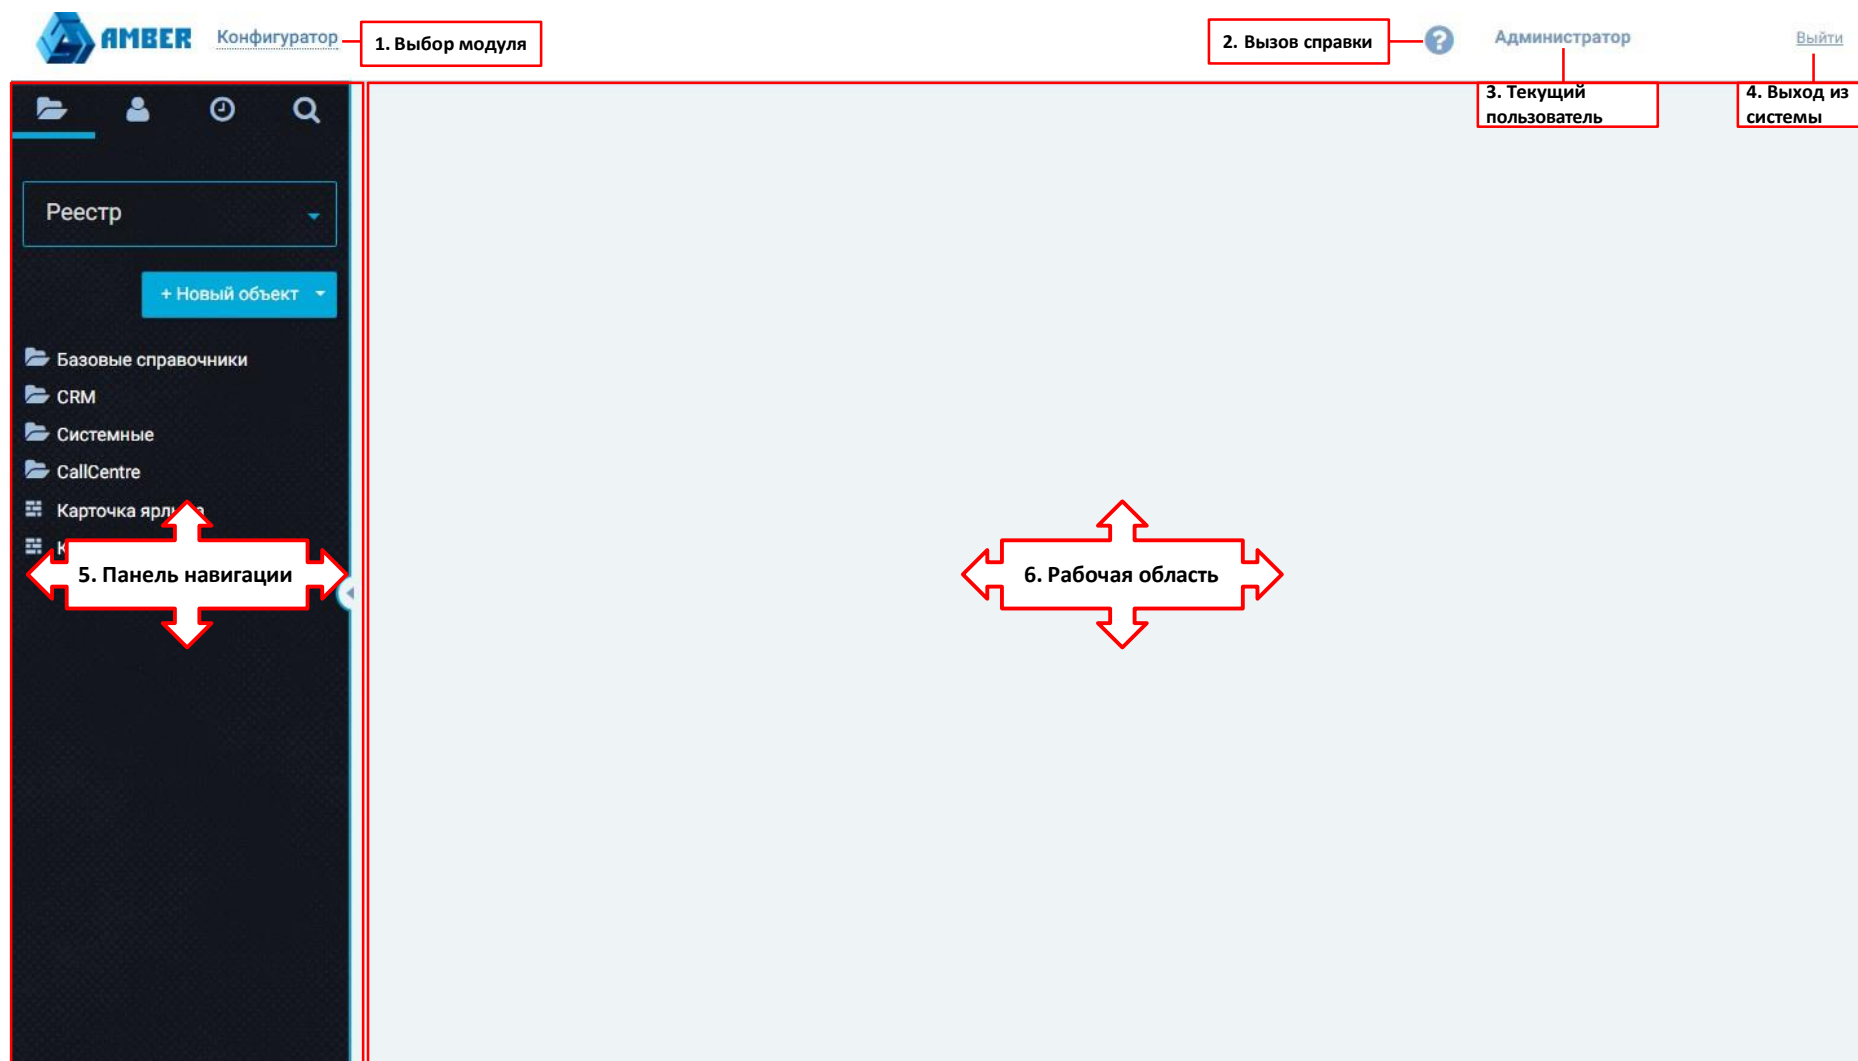 AMBER
Конфигуратор
1. Выбор модуля
2. Вызов справки
?
Администратор
Выйти
3. Текущий
пользователь
4. Выход из
системы
Реестр
+ Новый объект
Базовые справочники
CRM
Системные
CallCentre
Карточка
5. Панель навигации
6. Рабочая область